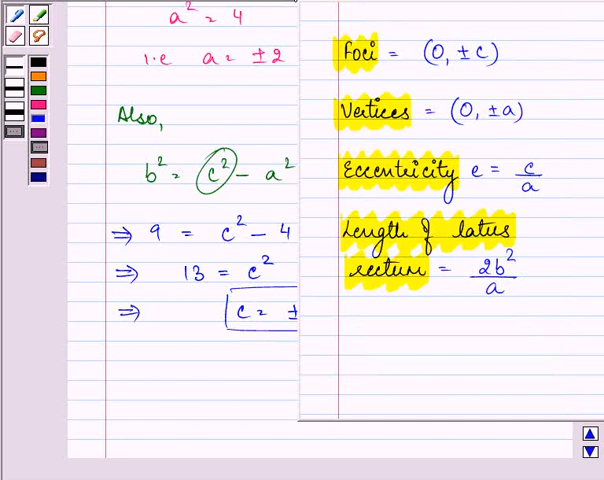 a² = 4
i.e a = ±2
Also,
b² = c² - a²
⇒ 9 = c² - 4
⇒ 13 = c²
⇒ c = ±
Foci = (0, ±c)
Vertices = (0, ±a)
Eccentricity e = c/a
Length of latus
rectum = 2b²/a